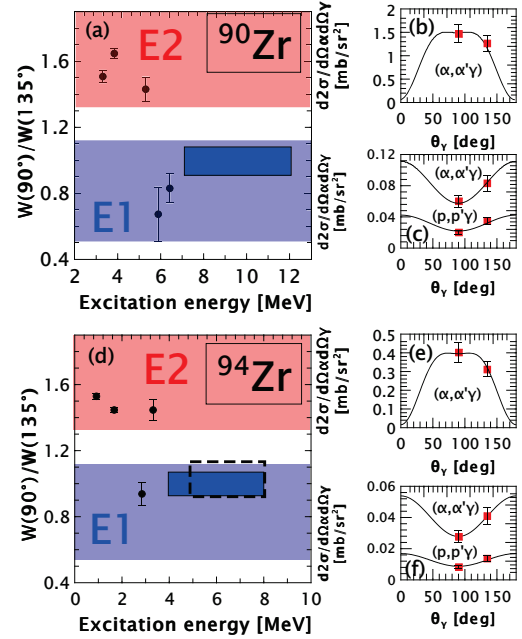 (a)
E2
90Zr
E1
W(90°)/W(135°)
1.6
1.2
0.8
0.4
2 4 6 8 10 12
Excitation energy [MeV]
(b)
(α,α'γ)
d2σ/dΩαdΩγ
[mb/sr²]
1.5
1
0.5
0
0 50 100 150
θγ [deg]
(α,α'γ)
(p,p'γ)
(c)
d2σ/dΩαdΩγ
[mb/sr²]
0.12
0.08
0.04
0
0 50 100 150
θγ [deg]
(d)
E2
94Zr
E1
W(90°)/W(135°)
1.6
1.2
0.8
0.4
0 2 4 6 8 10
Excitation energy [MeV]
(e)
(α,α'γ)
d2σ/dΩαdΩγ
[mb/sr²]
0.5
0.4
0.3
0.2
0.1
0
0 50 100 150
θγ [deg]
(α,α'γ)
(p,p'γ)
(f)
d2σ/dΩαdΩγ
[mb/sr²]
0.06
0.04
0.02
0
0 50 100 150
θγ [deg]